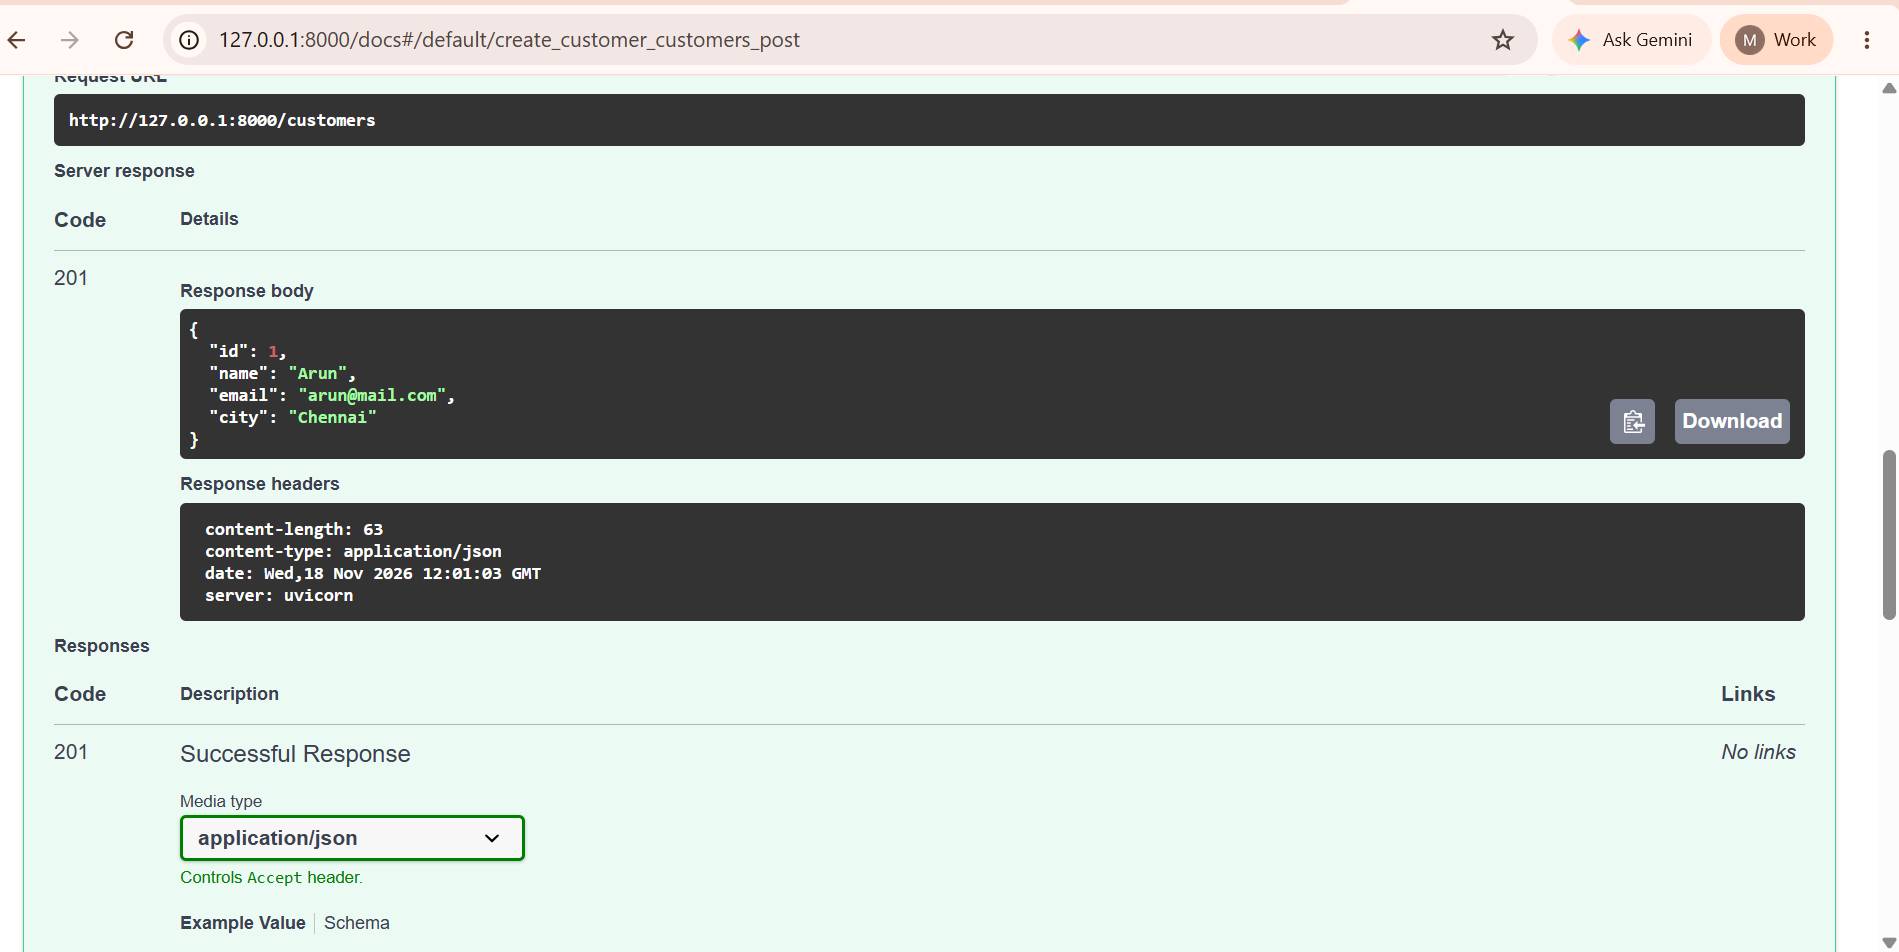 127.0.0.1:8000/docs#/default/create_customer_customers_post
Ask Gemini
M
Work
Request URL
http://127.0.0.1:8000/customers
Server response
Code Details
201
Response body
{
"id": 1,
"name": "Arun",
"email": "arun@mail.com",
"city": "Chennai"
}
Download
Response headers
content-length: 63
content-type: application/json
date: Wed,18 Nov 2026 12:01:03 GMT
server: uvicorn
Responses
Code Description Links
201 Successful Response No links
Media type
application/json
Controls Accept header.
Example Value Schema